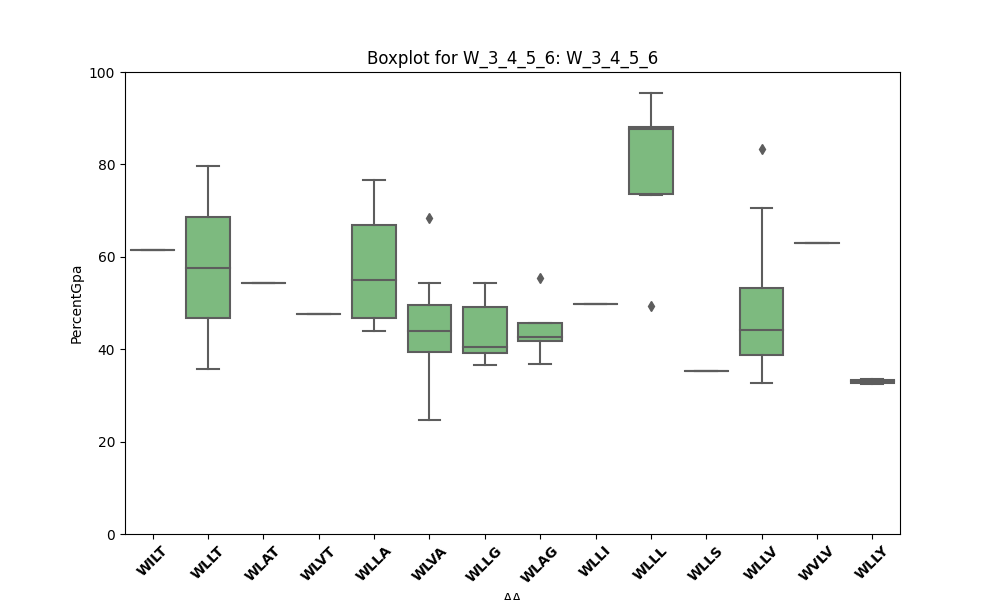 Boxplot for W_3_4_5_6: W_3_4_5_6
100
80
60
40
20
0
PercentGpa
WILT WLLT WLAT WLVT WLLA WLVA WLLG WLAG WLLI WLLL WLLS WLLV WVLV WLLY
AA